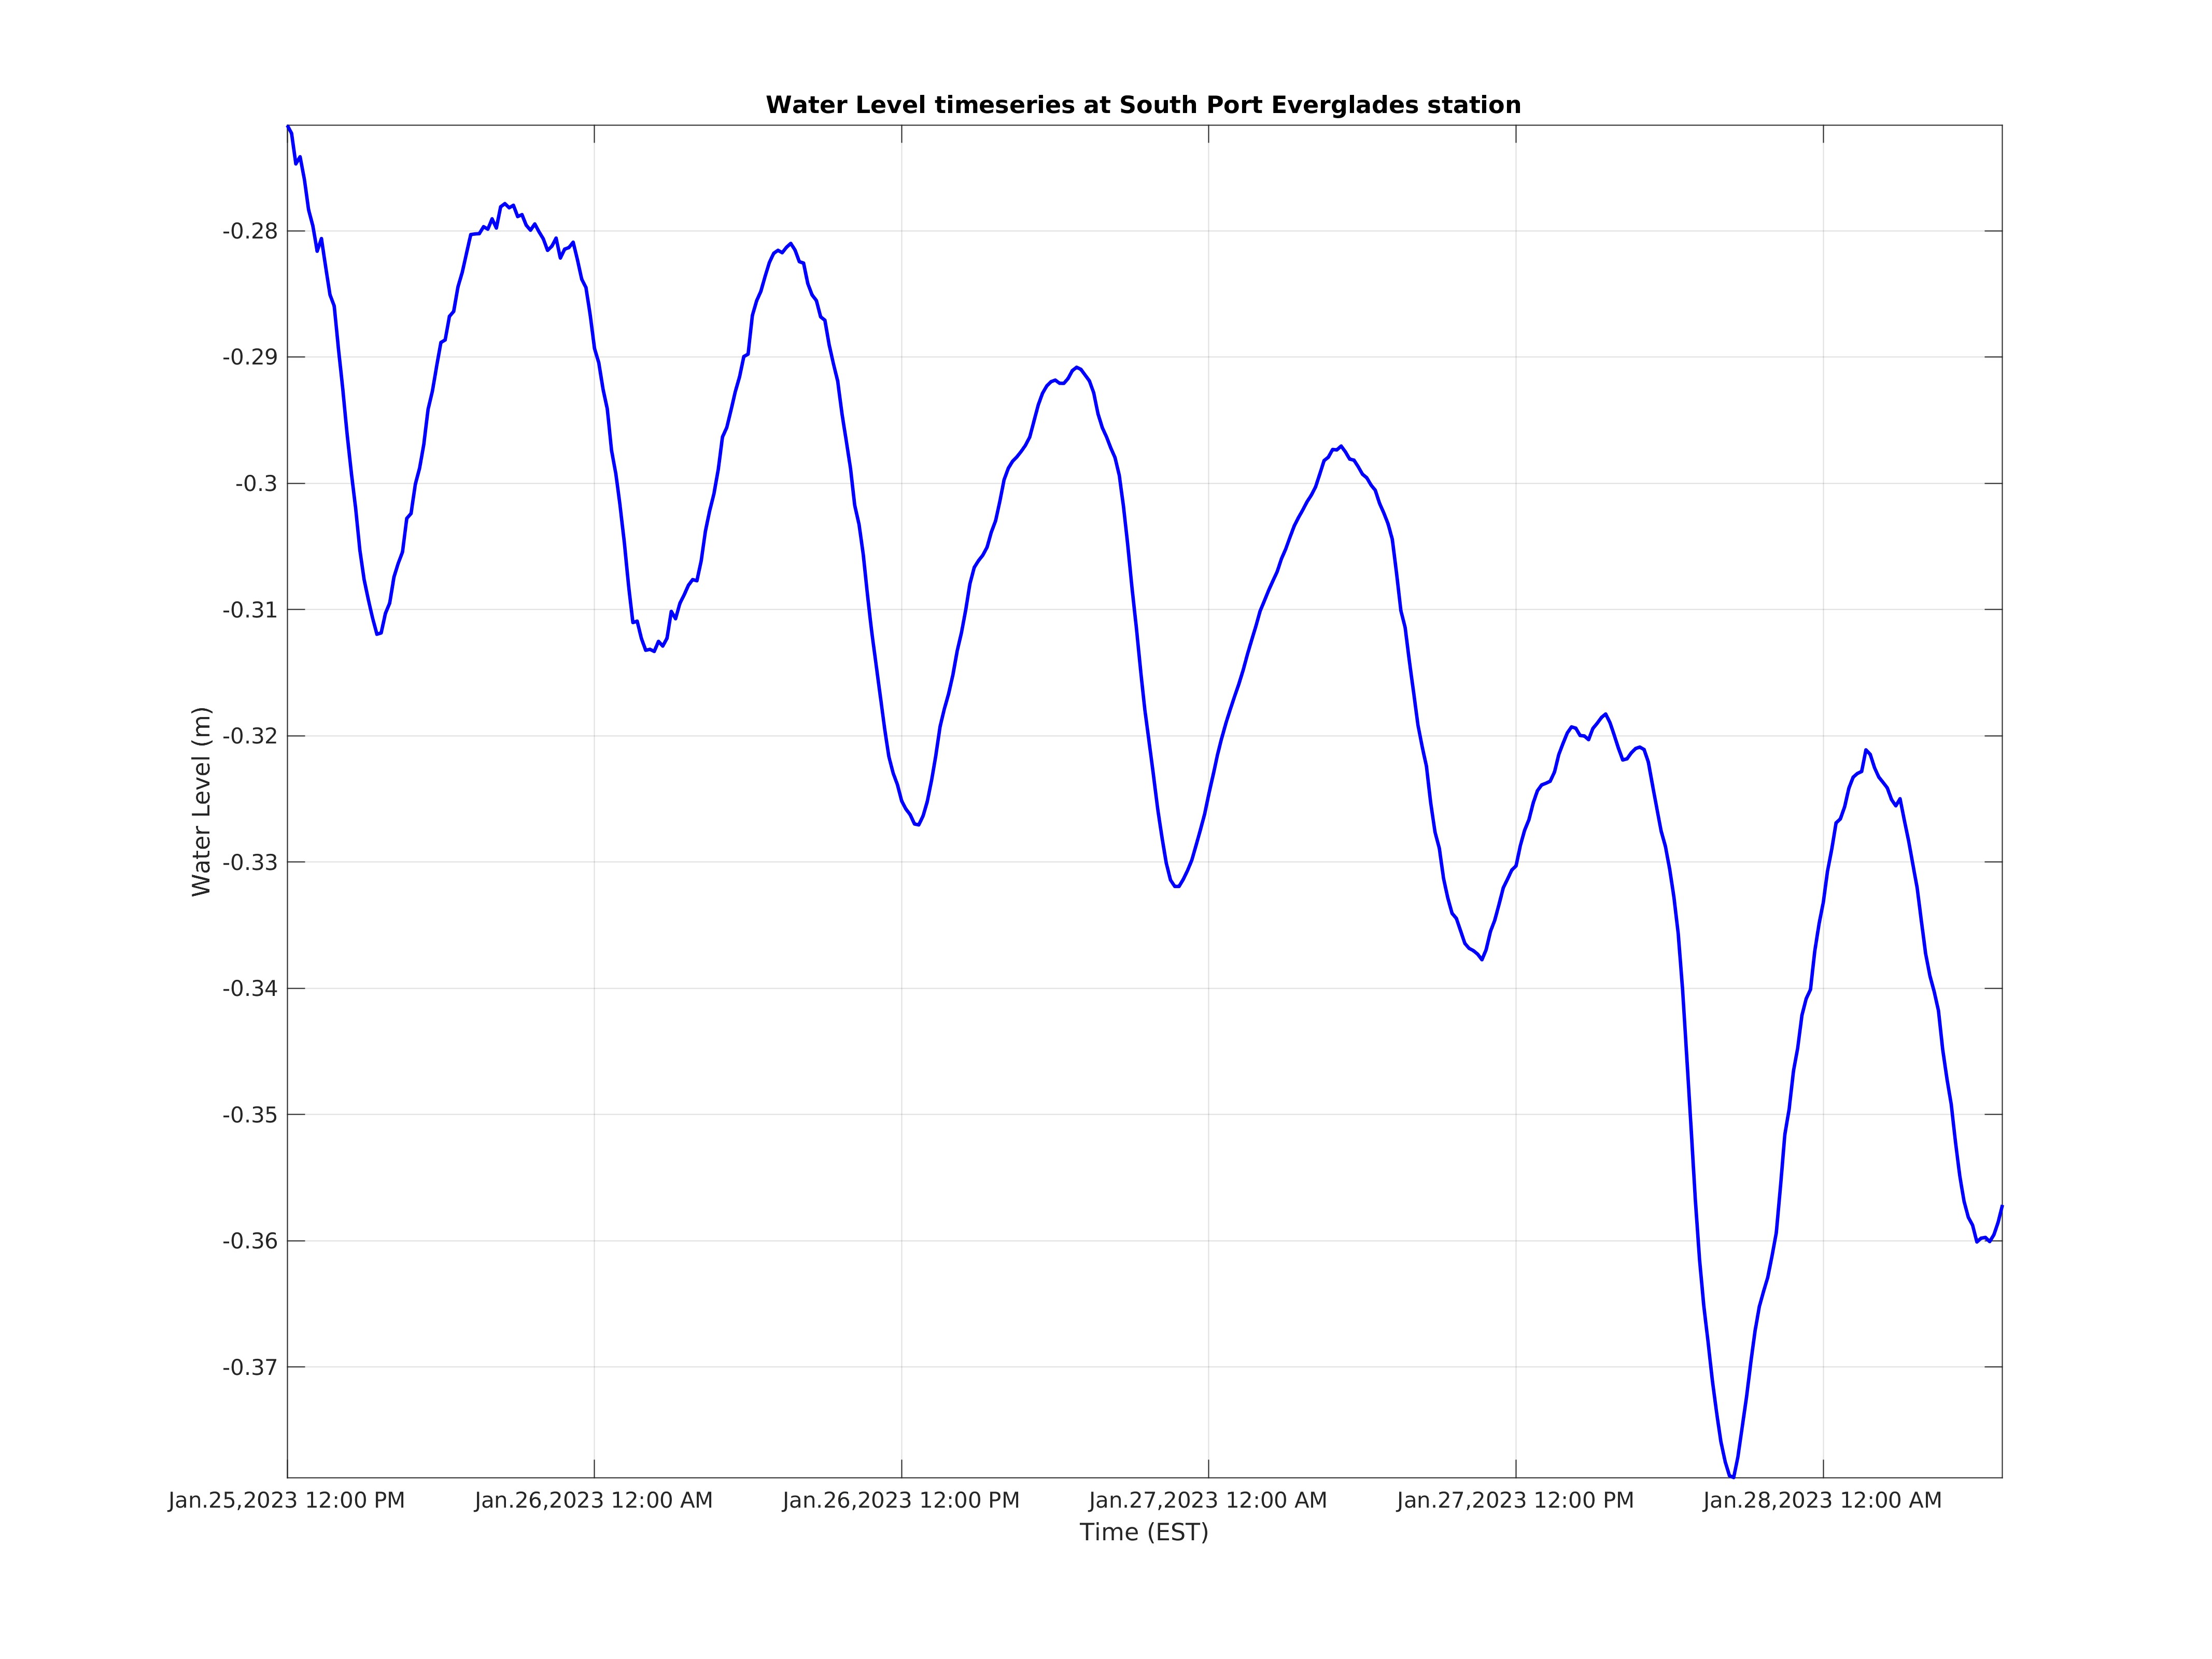 Water Level timeseries at South Port Everglades station
-0.28
-0.29
-0.3
-0.31
-0.32
-0.33
-0.34
-0.35
-0.36
-0.37
Water Level (m)
Jan.25,2023 12:00 PM
Jan.26,2023 12:00 AM
Jan.26,2023 12:00 PM
Jan.27,2023 12:00 AM
Jan.27,2023 12:00 PM
Jan.28,2023 12:00 AM
Time (EST)